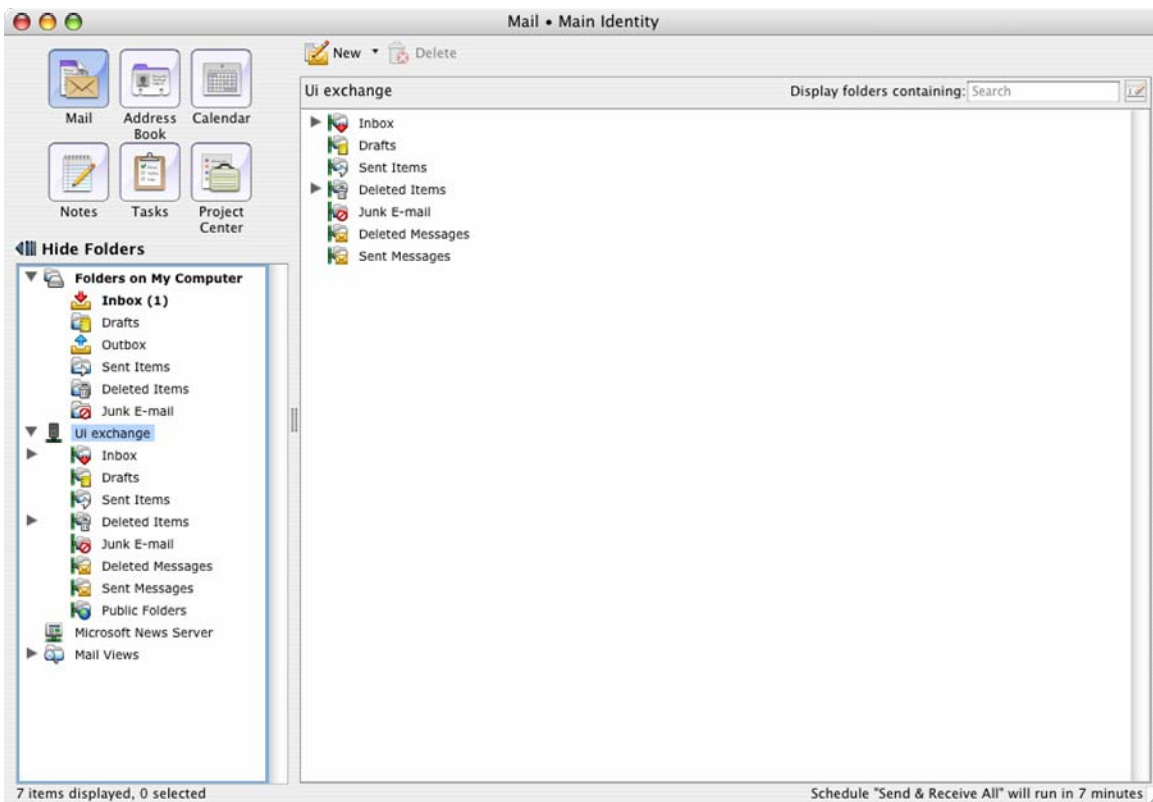 Mail • Main Identity
New
Delete
Mail
Address Book
Calendar
Notes
Tasks
Project Center
Hide Folders
Folders on My Computer
Inbox (1)
Drafts
Outbox
Sent Items
Deleted Items
Junk E-mail
Ui exchange
Inbox
Drafts
Sent Items
Deleted Items
Junk E-mail
Deleted Messages
Sent Messages
Public Folders
Microsoft News Server
Mail Views
Ui exchange
Display folders containing: Search
Inbox
Drafts
Sent Items
Deleted Items
Junk E-mail
Deleted Messages
Sent Messages
7 items displayed, 0 selected
Schedule "Send & Receive All" will run in 7 minutes